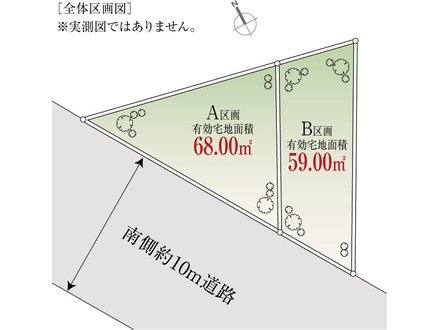 [全体区画図]
※実測図ではありません。
N
A区画
有効宅地面積
68.00㎡
B区画
有効宅地面積
59.00㎡
南側約10m道路